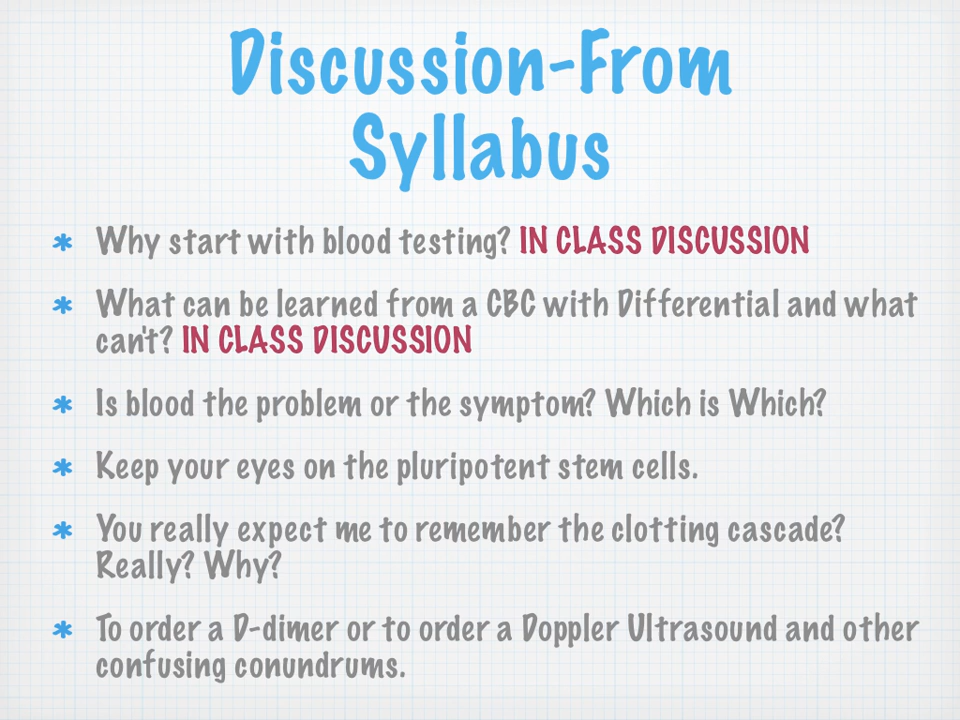 Discussion-From
Syllabus
* Why start with blood testing? IN CLASS DISCUSSION
* What can be learned from a CBC with Differential and what
can't? IN CLASS DISCUSSION
* Is blood the problem or the symptom? Which is Which?
* Keep your eyes on the pluripotent stem cells.
* You really expect me to remember the clotting cascade?
Really? Why?
* To order a D-dimer or to order a Doppler Ultrasound and other
confusing conundrums.